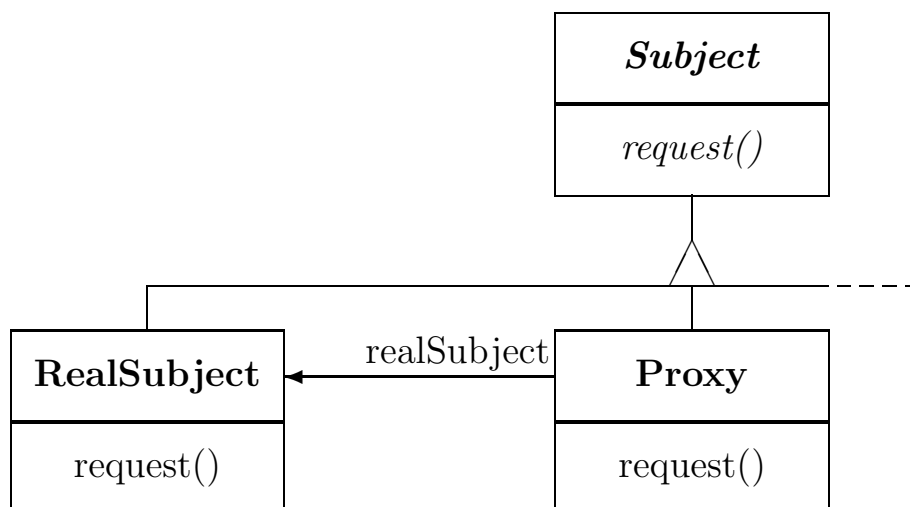 Subject
request()
realSubject
RealSubject
Proxy
request()
request()